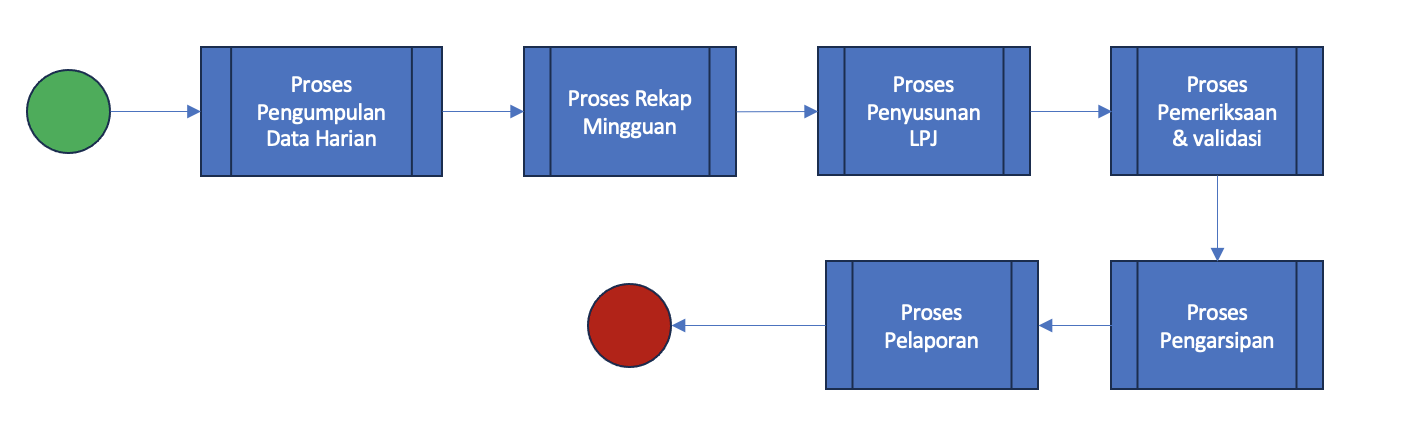 Proses
Pengumpulan
Data Harian
Proses Rekap
Mingguan
Proses
Penyusunan
LPJ
Proses
Pemeriksaan
& validasi
Proses
Pengarsipan
Proses
Pelaporan